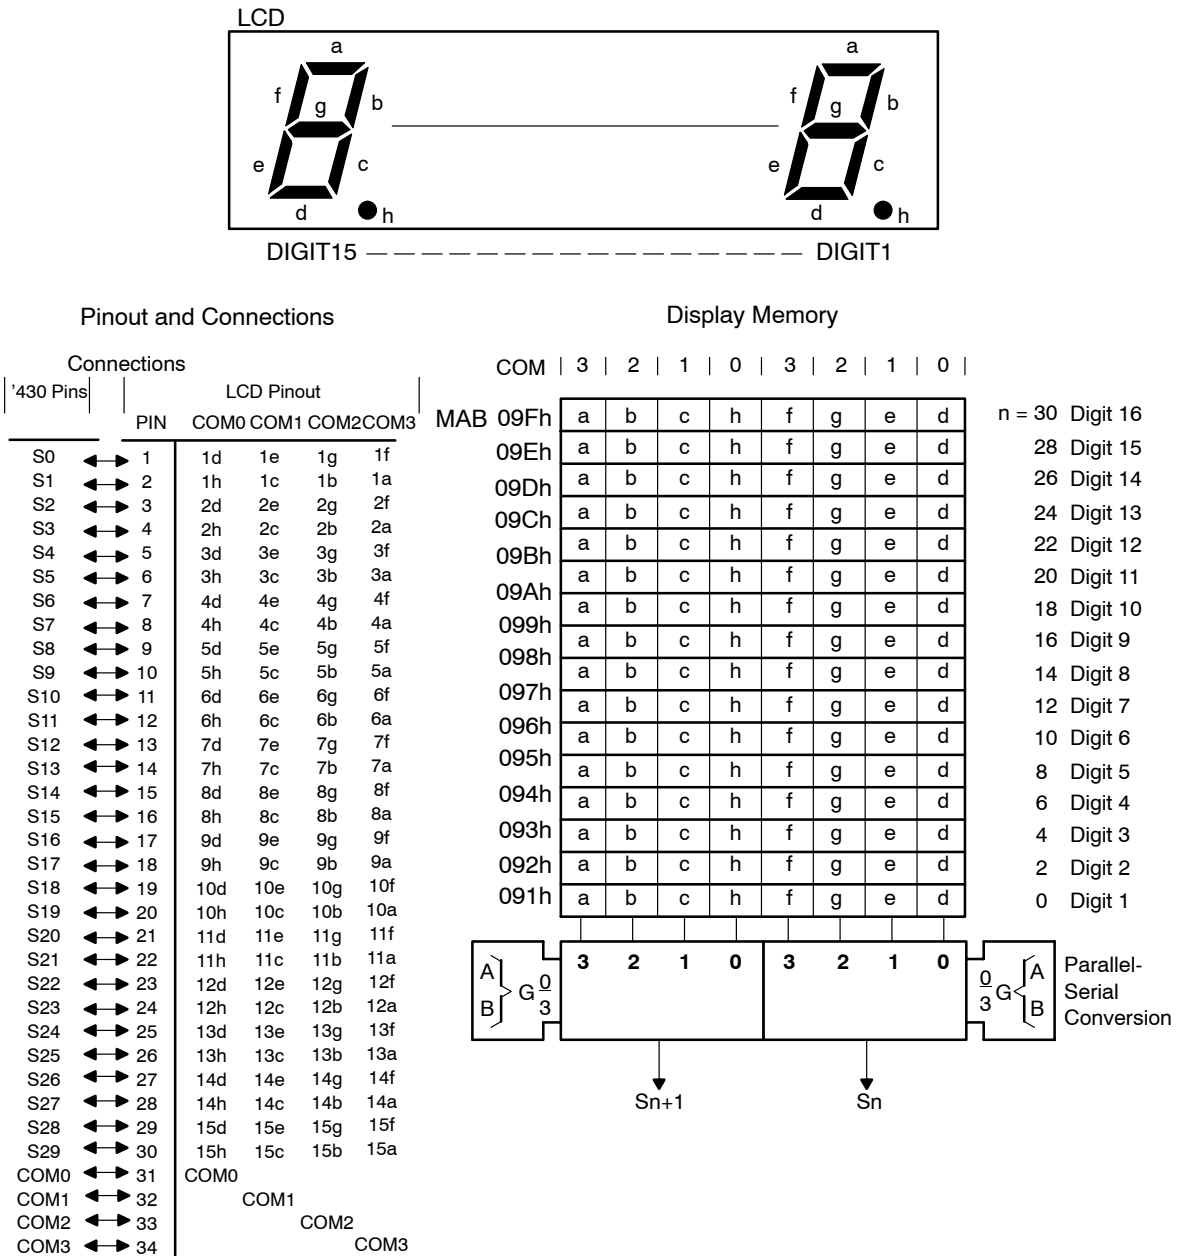 LCD
a a
f g b f g b
e c e c
d h d h
DIGIT15 DIGIT1
Pinout and Connections
Display Memory
Connections
'430 Pins LCD Pinout
PIN COM0 COM1 COM2 COM3
S0 1 1d 1e 1g 1f
S1 2 1h 1c 1b 1a
S2 3 2d 2e 2g 2f
S3 4 2h 2c 2b 2a
S4 5 3d 3e 3g 3f
S5 6 3h 3c 3b 3a
S6 7 4d 4e 4g 4f
S7 8 4h 4c 4b 4a
S8 9 5d 5e 5g 5f
S9 10 5h 5c 5b 5a
S10 11 6d 6e 6g 6f
S11 12 6h 6c 6b 6a
S12 13 7d 7e 7g 7f
S13 14 7h 7c 7b 7a
S14 15 8d 8e 8g 8f
S15 16 8h 8c 8b 8a
S16 17 9d 9e 9g 9f
S17 18 9h 9c 9b 9a
S18 19 10d 10e 10g 10f
S19 20 10h 10c 10b 10a
S20 21 11d 11e 11g 11f
S21 22 11h 11c 11b 11a
S22 23 12d 12e 12g 12f
S23 24 12h 12c 12b 12a
S24 25 13d 13e 13g 13f
S25 26 13h 13c 13b 13a
S26 27 14d 14e 14g 14f
S27 28 14h 14c 14b 14a
S28 29 15d 15e 15g 15f
S29 30 15h 15c 15b 15a
COM0 31 COM0
COM1 32 COM1
COM2 33 COM2
COM3 34 COM3
COM 3 2 1 0 3 2 1 0
MAB 09Fh a b c h f g e d n = 30 Digit 16
09Eh a b c h f g e d 28 Digit 15
09Dh a b c h f g e d 26 Digit 14
09Ch a b c h f g e d 24 Digit 13
09Bh a b c h f g e d 22 Digit 12
09Ah a b c h f g e d 20 Digit 11
099h a b c h f g e d 18 Digit 10
098h a b c h f g e d 16 Digit 9
097h a b c h f g e d 14 Digit 8
096h a b c h f g e d 12 Digit 7
095h a b c h f g e d 10 Digit 6
094h a b c h f g e d 8 Digit 5
093h a b c h f g e d 6 Digit 4
092h a b c h f g e d 4 Digit 3
091h a b c h f g e d 2 Digit 2
a b c h f g e d 0 Digit 1
A B G 0 3 3 2 1 0 3 2 1 0 0 3 G A B
Parallel-
Serial
Conversion
Sn+1 Sn